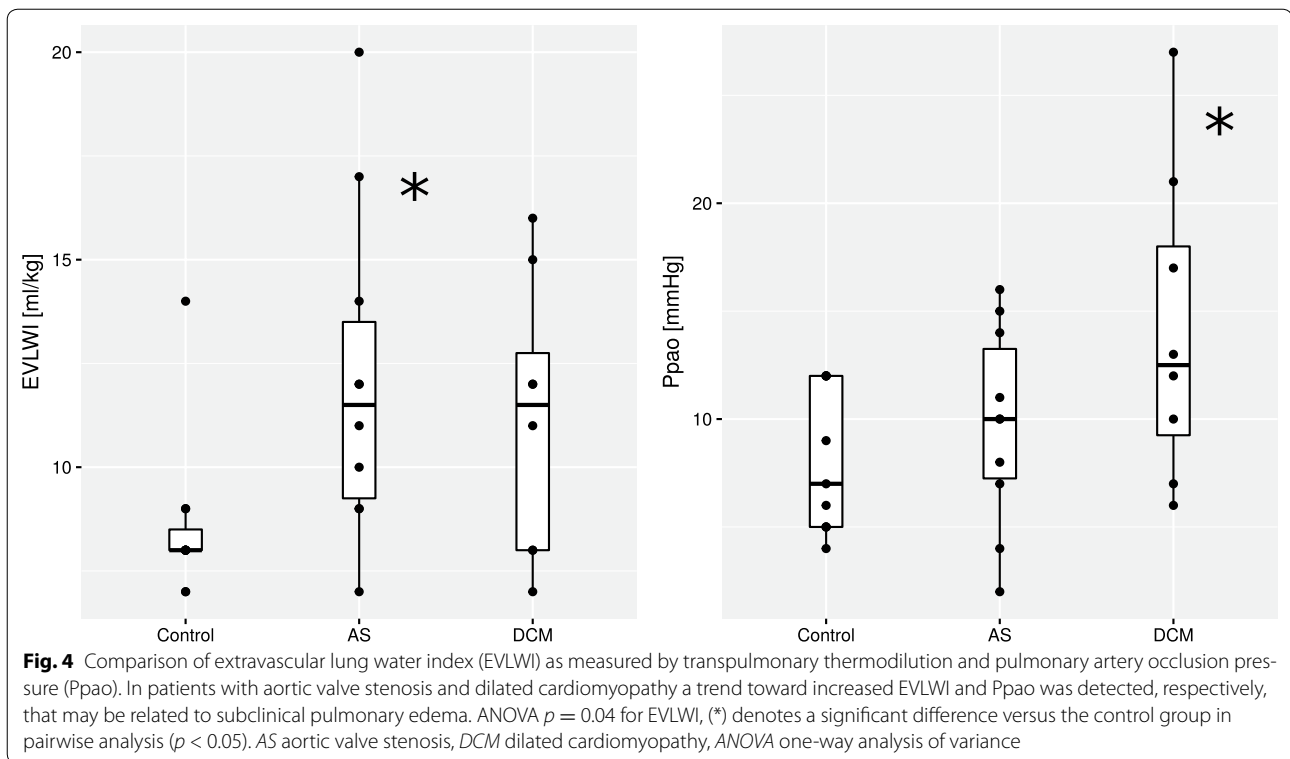 20
15
10
EVLWI [ml/kg]
Control AS DCM
*
20
10
Ppao [mmHg]
Control AS DCM
*
Fig. 4 Comparison of extravascular lung water index (EVLWI) as measured by transpulmonary thermodilution and pulmonary artery occlusion pres-
sure (Ppao). In patients with aortic valve stenosis and dilated cardiomyopathy a trend toward increased EVLWI and Ppao was detected, respectively,
that may be related to subclinical pulmonary edema. ANOVA p = 0.04 for EVLWI, (*) denotes a significant difference versus the control group in
pairwise analysis (p < 0.05). AS aortic valve stenosis, DCM dilated cardiomyopathy, ANOVA one-way analysis of variance